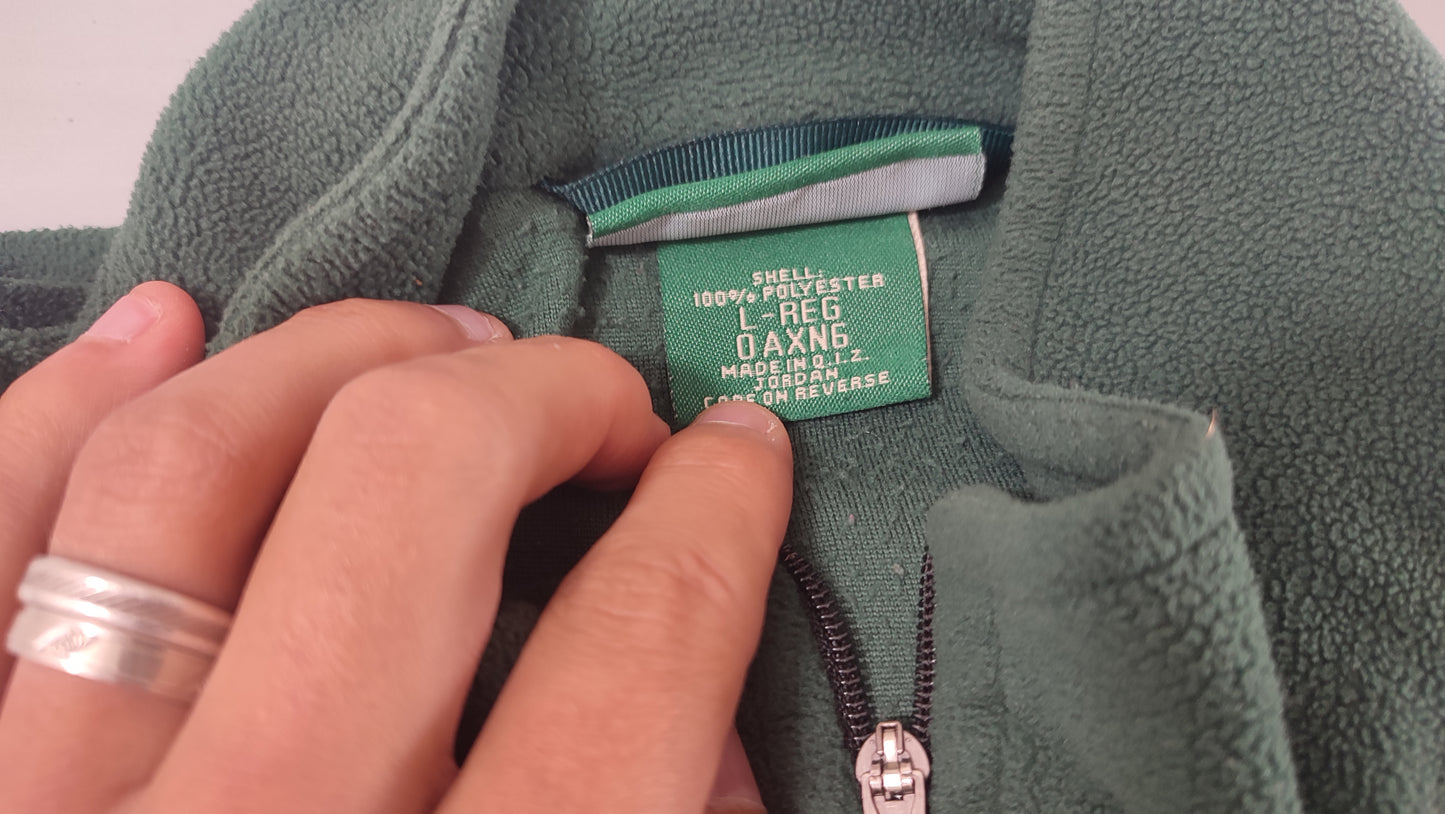 SHELL:
100% POLYESTER
L-REG
0AXN6
MADE IN Q.I.Z.
JORDAN
CARE ON REVERSE